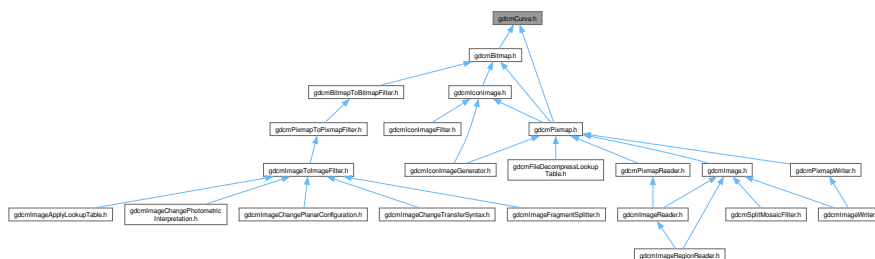 gdcmCurve.h
gdcmBitmap.h
gdcmBitmapToBitmapFilter.h
gdcmIconImage.h
gdcmPixmapToPixmapFilter.h
gdcmIconImageFilter.h
gdcmPixmap.h
gdcmImageToImageFilter.h
gdcmIconImageGenerator.h
gdcmFileDecompressLookup
Table.h
gdcmPixmapReader.h
gdcmImage.h
gdcmPixmapWriter.h
gdcmImageApplyLookupTable.h
gdcmImageChangePhotometric
Interpretation.h
gdcmImageChangePlanarConfiguration.h
gdcmImageChangeTransferSyntax.h
gdcmImageFragmentSplitter.h
gdcmImageReader.h
gdcmSplitMosaicFilter.h
gdcmImageWriter
gdcmImageRegionReader.h